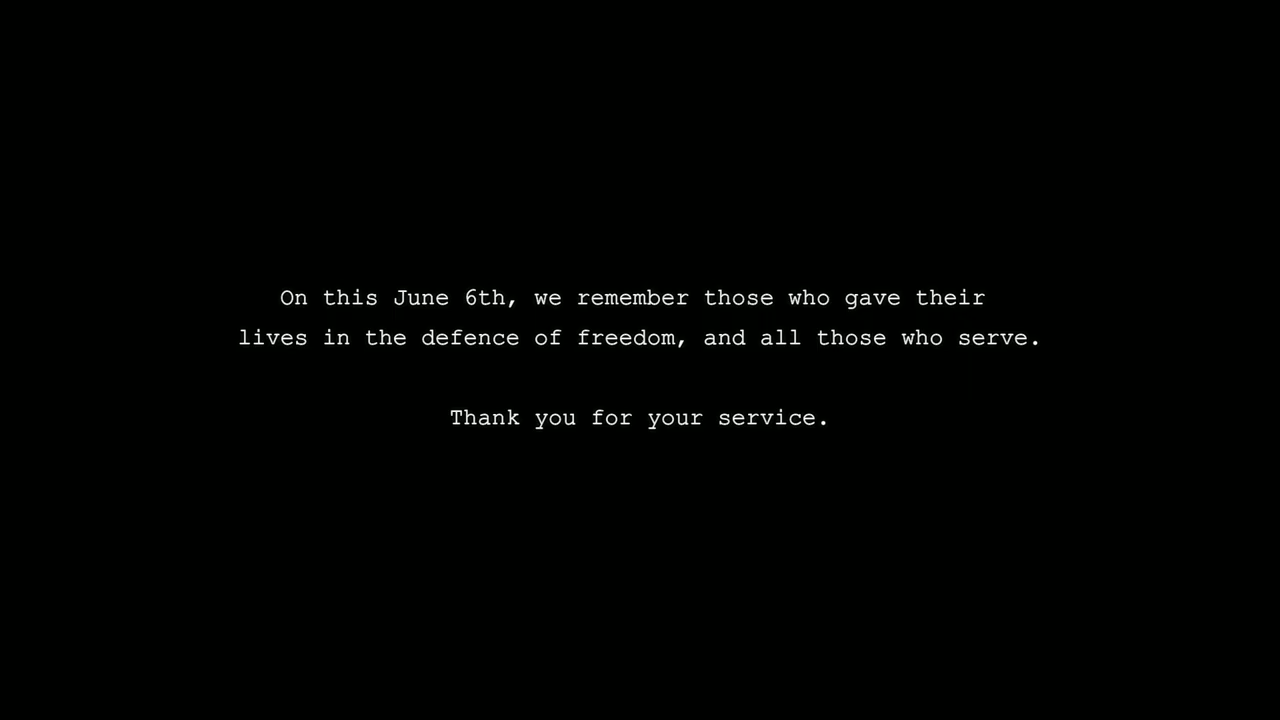 On this June 6th, we remember those who gave their
lives in the defence of freedom, and all those who serve.
Thank you for your service.